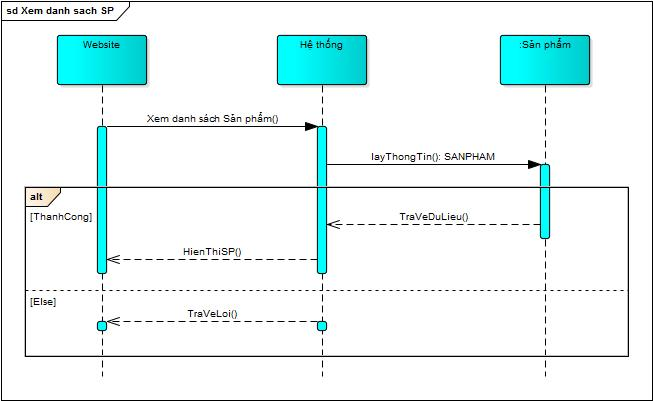 sd Xem danh sach SP
Website
Hệ thống
:Sản phẩm
Xem danh sách Sản phẩm()
layThongTin(): SANPHAM
alt
[ThanhCong]
TraVeDuLieu()
HienThiSP()
[Else]
TraVeLoi()